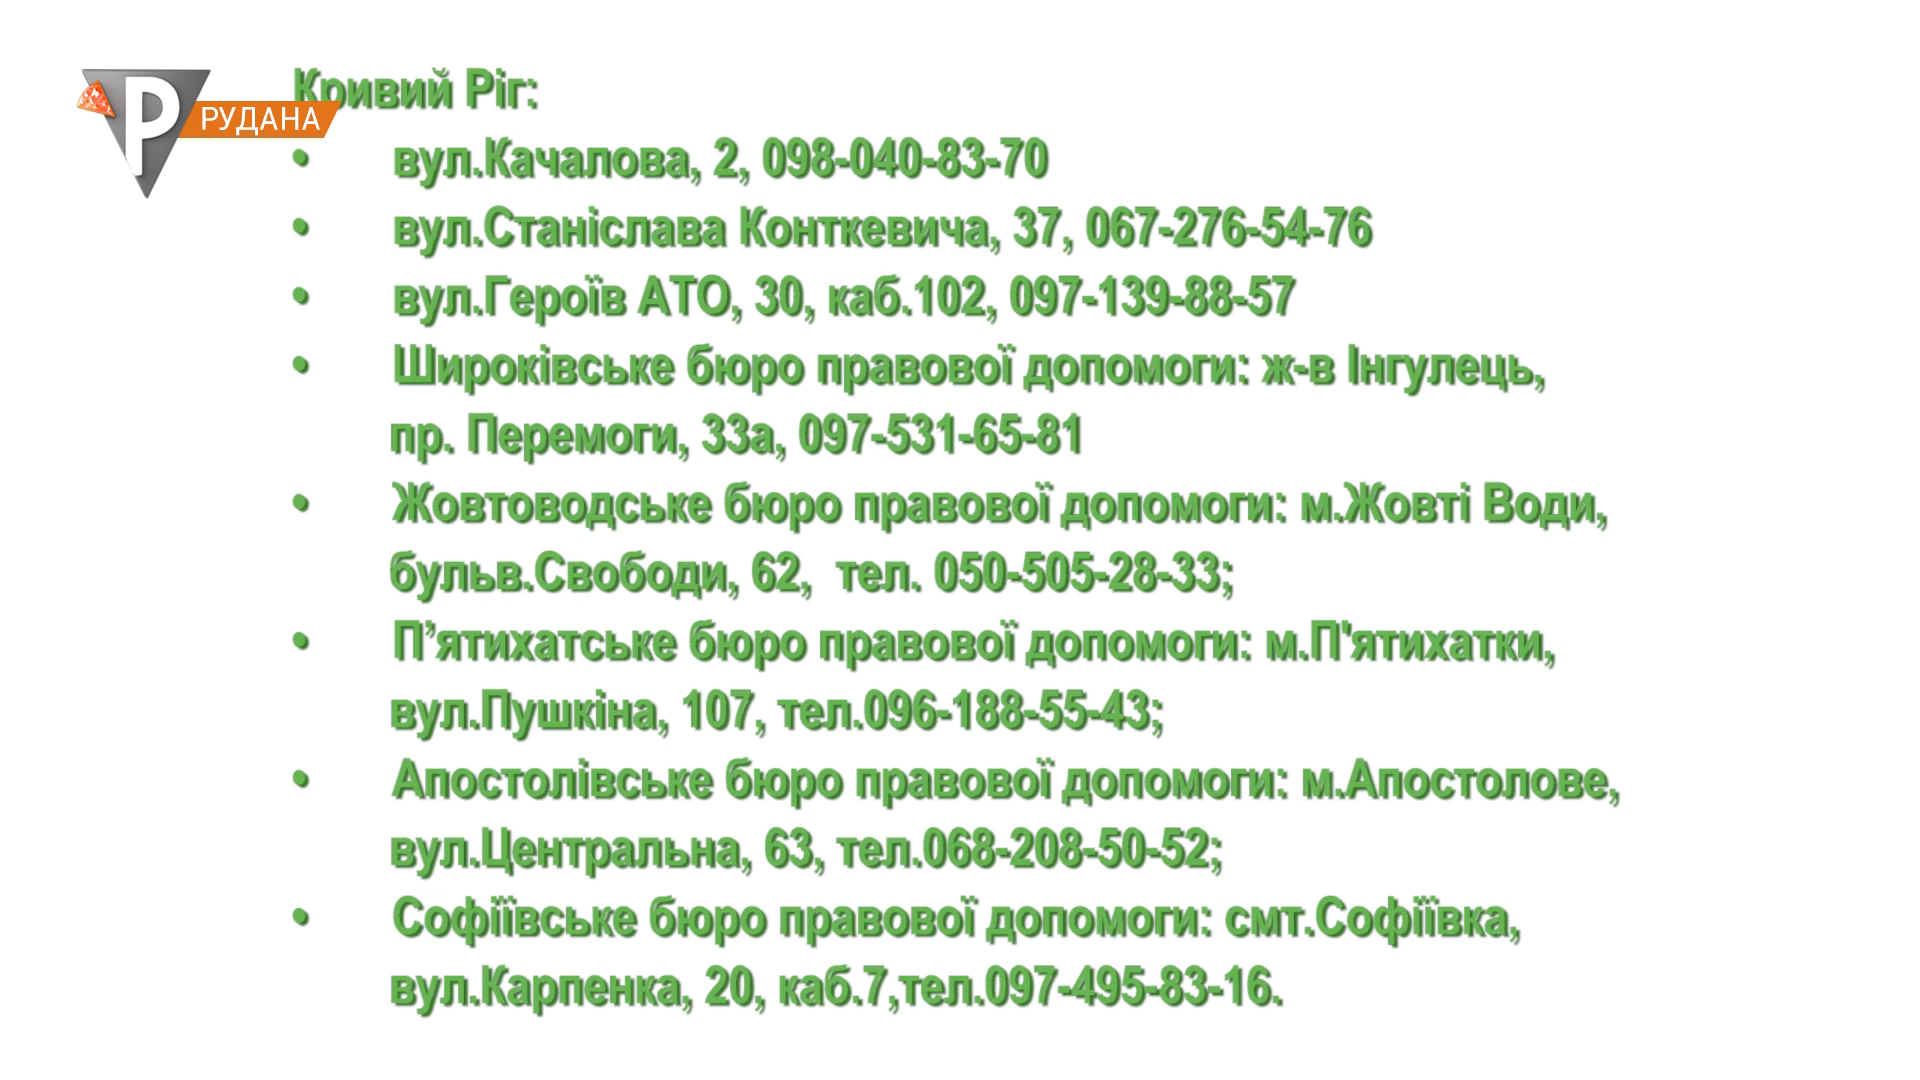 Кривий Ріг:
Р РУДАНА
• вул.Качалова, 2, 098-040-83-70
• вул.Станіслава Конткевича, 37, 067-276-54-76
• вул.Героїв АТО, 30, каб.102, 097-139-88-57
• Широківське бюро правової допомоги: ж-в Інгулець,
пр. Перемоги, 33а, 097-531-65-81
• Жовтоводське бюро правової допомоги: м.Жовті Води,
бульв.Свободи, 62,  тел. 050-505-28-33;
• П’ятихатське бюро правової допомоги: м.П'ятихатки,
вул.Пушкіна, 107, тел.096-188-55-43;
• Апостолівське бюро правової допомоги: м.Апостолове,
вул.Центральна, 63, тел.068-208-50-52;
• Софіївське бюро правової допомоги: смт.Софіївка,
вул.Карпенка, 20, каб.7,тел.097-495-83-16.